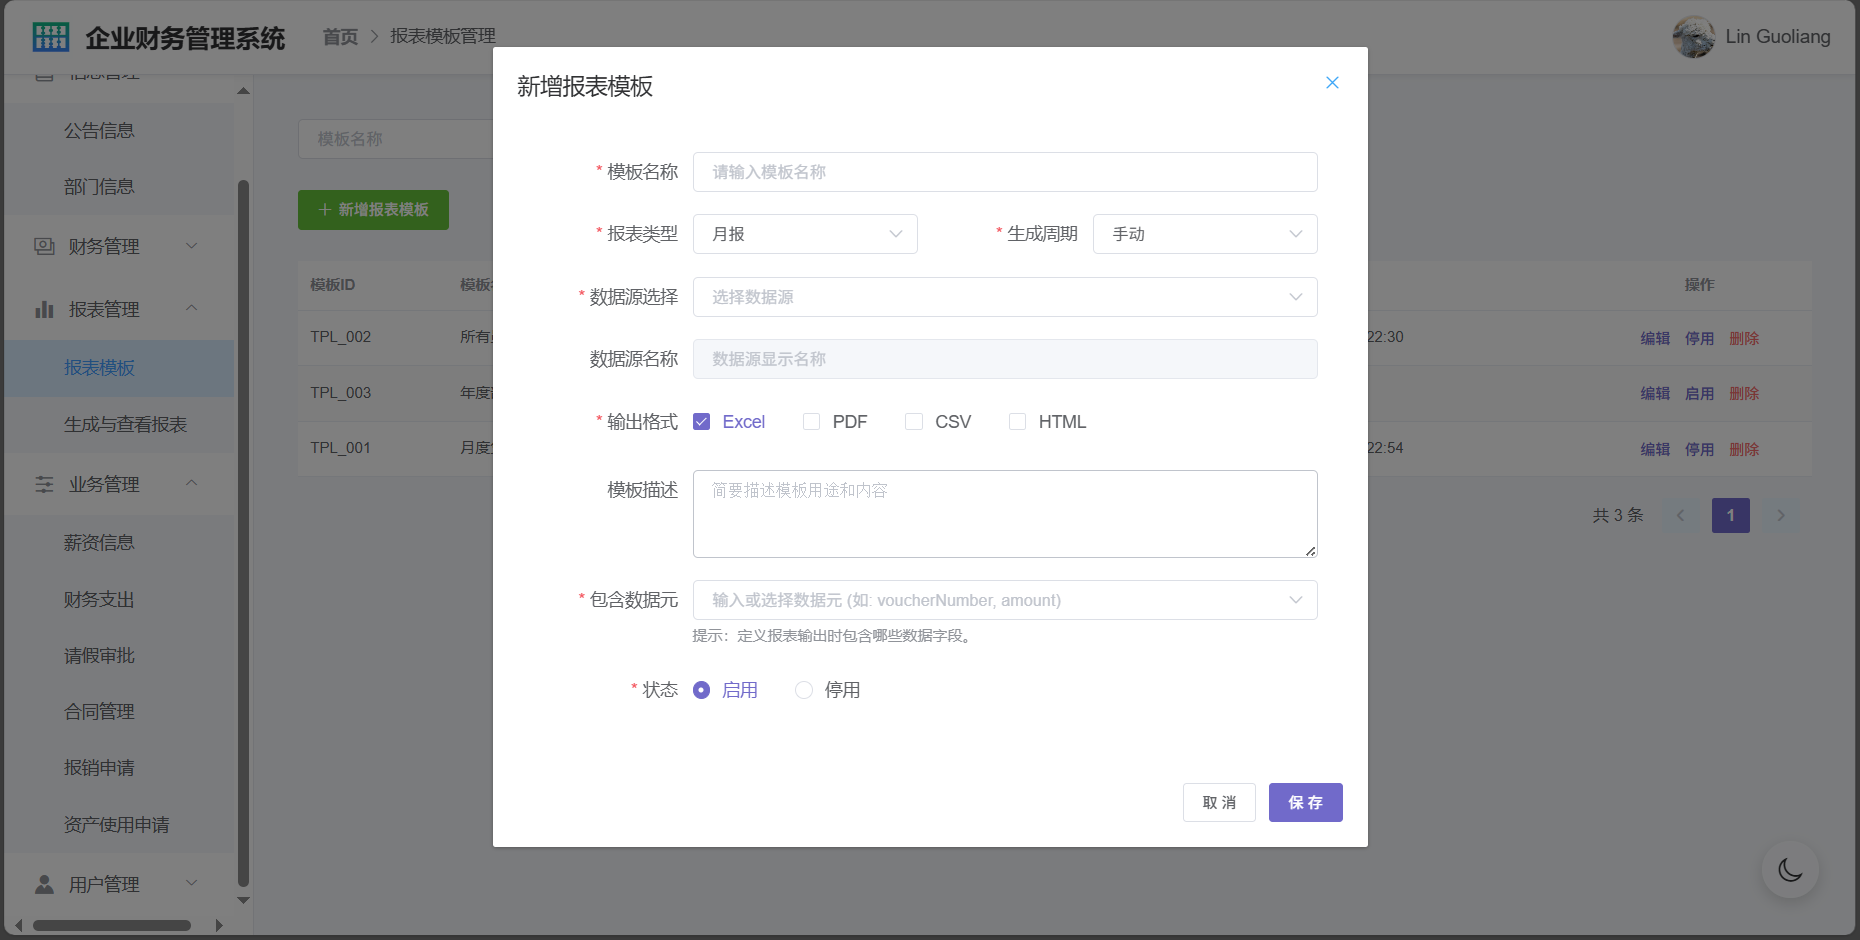 企业财务管理系统
首页
报表模板管理
Lin Guoliang
信息管理
公告信息
部门信息
财务管理
报表管理
报表模板
生成与查看报表
业务管理
薪资信息
财务支出
请假审批
合同管理
报销申请
资产使用申请
用户管理
模板名称
新增报表模板
模板ID
操作
TPL_002
所有
22:30
编辑 停用 删除
TPL_003
年度
编辑 启用 删除
TPL_001
月度
22:54
编辑 停用 删除
共 3 条
1
新增报表模板
* 模板名称
请输入模板名称
* 报表类型
月报
* 生成周期
手动
* 数据源选择
选择数据源
数据源名称
数据源显示名称
* 输出格式
Excel
PDF
CSV
HTML
模板描述
简要描述模板用途和内容
* 包含数据元
输入或选择数据元 (如: voucherNumber, amount)
提示：定义报表输出时包含哪些数据字段。
* 状态
启用
停用
取 消
保 存